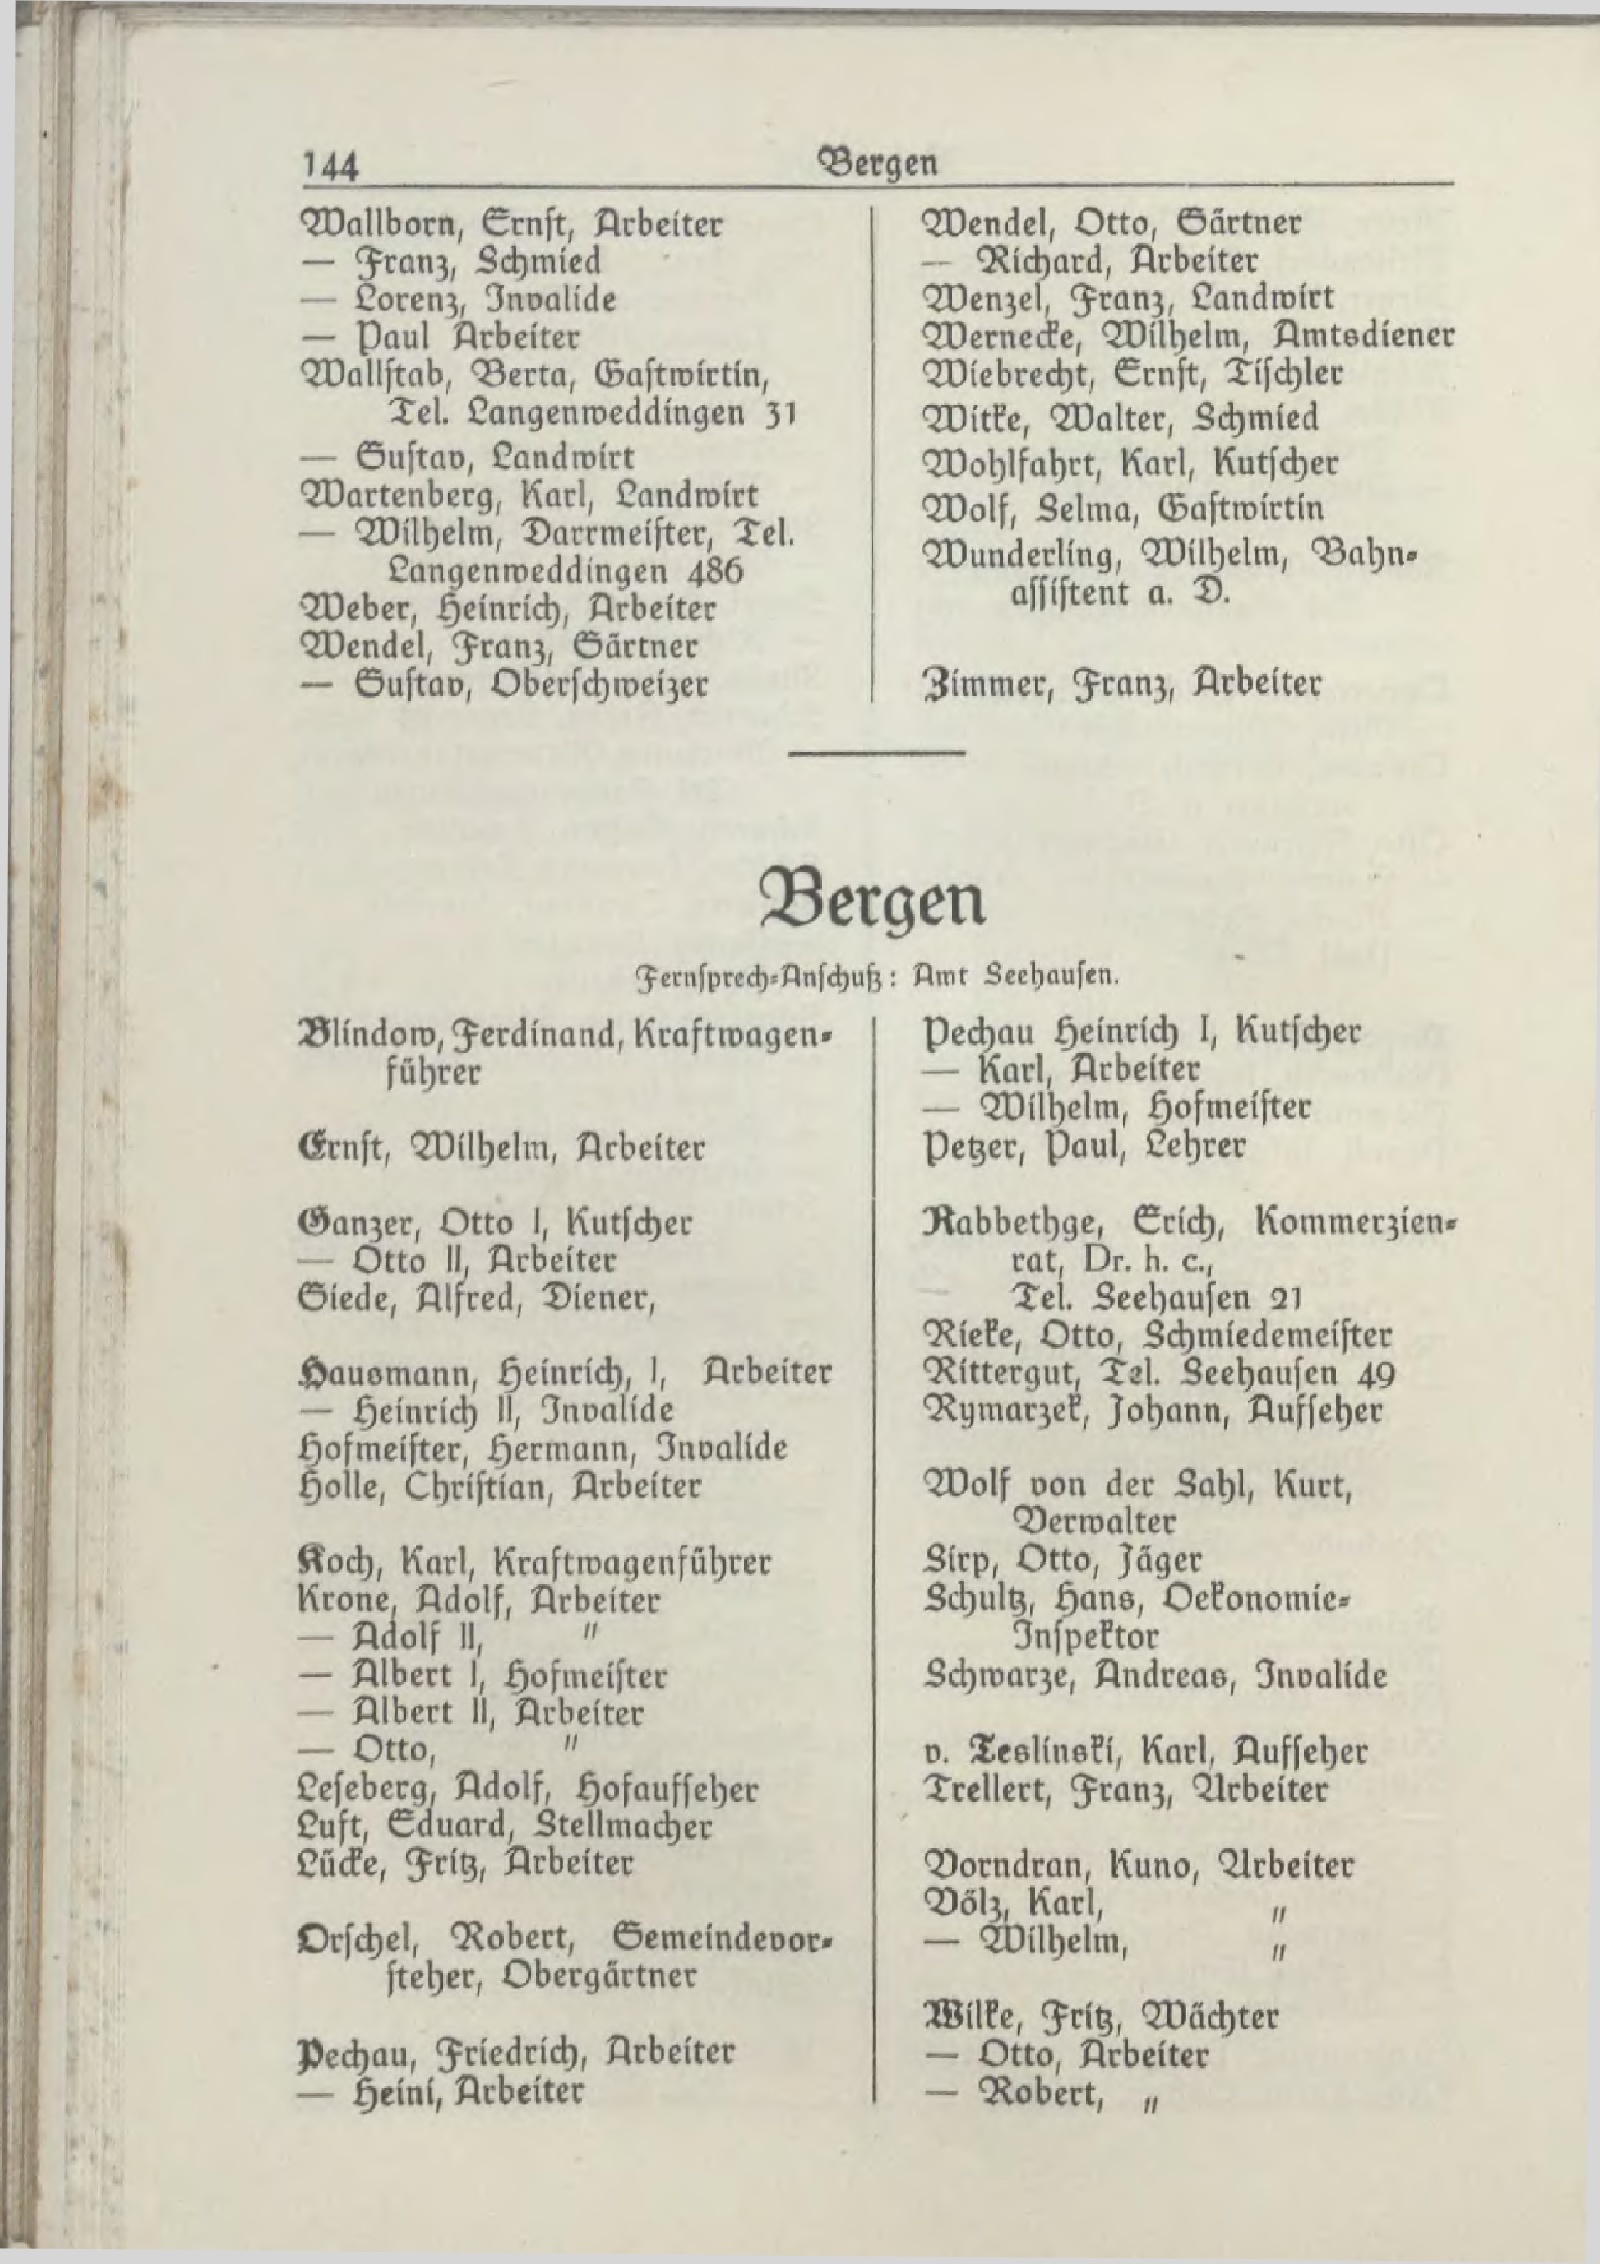 144
Bergen
Wallborn, Ernſt, Arbeiter
— Franz, Schmied
— Lorenz, Invalide
— Paul Arbeiter
Wallſtab, Berta, Gaſtwirtin,
Tel. Langenweddingen 31
— Guſtav, Landwirt
Wartenberg, Karl, Landwirt
— Wilhelm, Darrmeiſter, Tel.
Langenweddingen 486
Weber, Heinrich, Arbeiter
Wendel, Franz, Gärtner
— Guſtav, Oberſchweizer
Wendel, Otto, Gärtner
— Richard, Arbeiter
Wenzel, Franz, Landwirt
Wernecke, Wilhelm, Amtsdiener
Wiebrecht, Ernſt, Tiſchler
Witke, Walter, Schmied
Wohlfahrt, Karl, Kutſcher
Wolf, Selma, Gaſtwirtin
Wunderling, Wilhelm, Bahn-
aſſiſtent a. D.
Zimmer, Franz, Arbeiter
Bergen
Fernſprech-Anſchuß: Amt Seehauſen.
Blindow, Ferdinand, Kraftwagen-
führer
Ernſt, Wilhelm, Arbeiter
Ganzer, Otto I, Kutſcher
— Otto II, Arbeiter
Giede, Alfred, Diener,
Hausmann, Heinrich, I, Arbeiter
— Heinrich II, Invalide
Hofmeiſter, Hermann, Invalide
Holle, Chriſtian, Arbeiter
Koch, Karl, Kraftwagenführer
Krone, Adolf, Arbeiter
— Adolf II, "
— Albert I, Hofmeiſter
— Albert II, Arbeiter
— Otto, "
Leſeberg, Adolf, Hofaufſeher
Luft, Eduard, Stellmacher
Lücke, Fritz, Arbeiter
Orſchel, Robert, Gemeindevor-
ſteher, Obergärtner
Pechau, Friedrich, Arbeiter
— Heini, Arbeiter
Pechau Heinrich I, Kutſcher
— Karl, Arbeiter
— Wilhelm, Hofmeiſter
Petzer, Paul, Lehrer
Rabbethge, Erich, Kommerzien-
rat, Dr. h. c.,
Tel. Seehauſen 21
Rieke, Otto, Schmiedemeiſter
Rittergut, Tel. Seehauſen 49
Rymarzek, Johann, Aufſeher
Wolf von der Sahl, Kurt,
Verwalter
Sirp, Otto, Jäger
Schultz, Hans, Oekonomie-
Inſpektor
Schwarze, Andreas, Invalide
v. Teslinski, Karl, Aufſeher
Trellert, Franz, Arbeiter
Vorndran, Kuno, Arbeiter
Völz, Karl, "
— Wilhelm, "
Wilke, Fritz, Wächter
— Otto, Arbeiter
— Robert, "